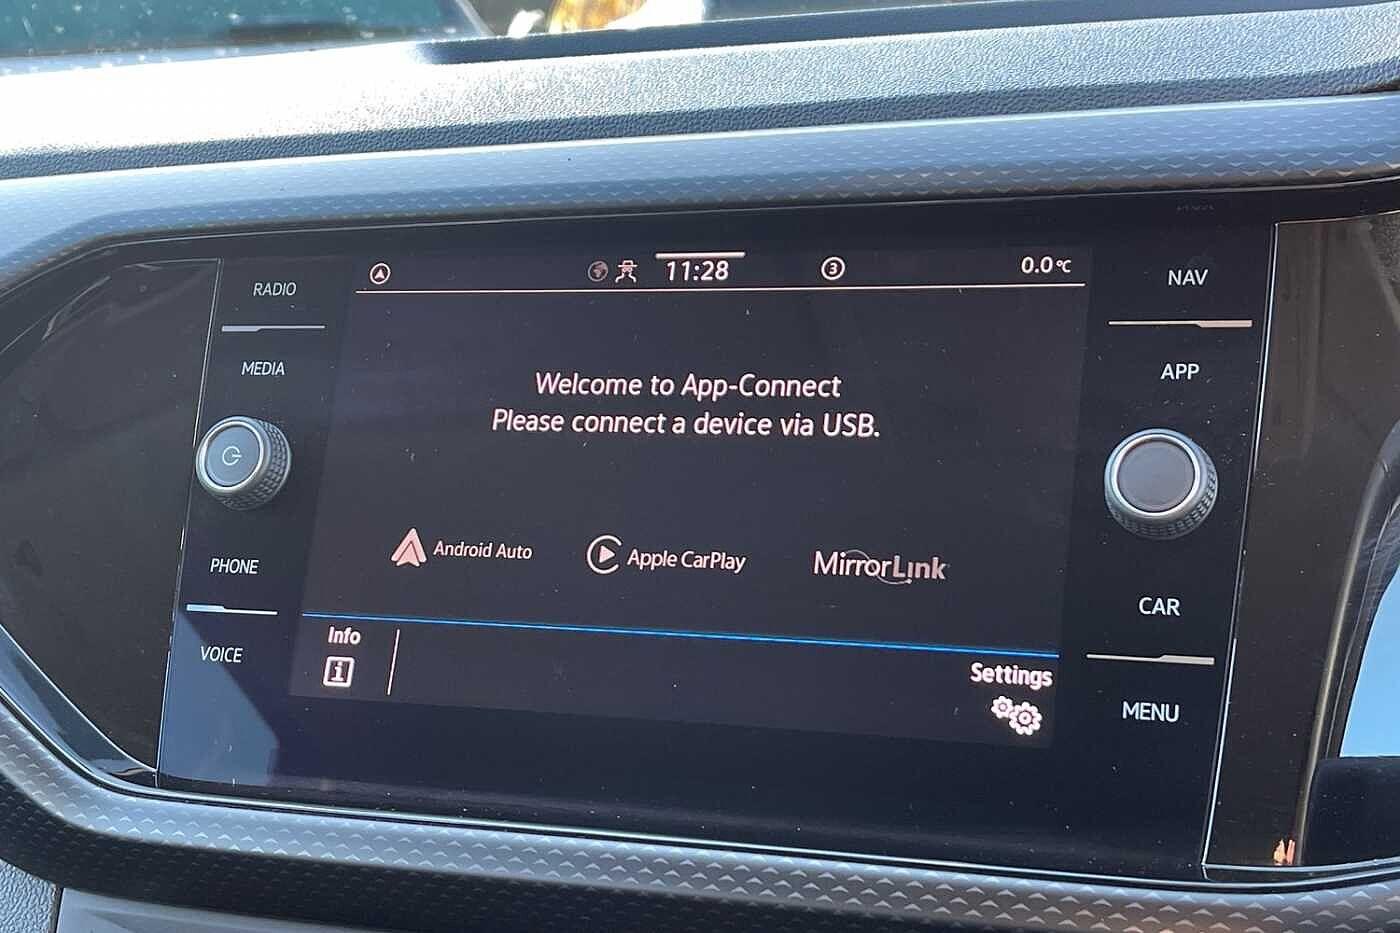 RADIO
MEDIA
PHONE
VOICE
11:28
3
0.0°C
Welcome to App-Connect
Please connect a device via USB.
Android Auto
Apple CarPlay
MirrorLink
Info
i
Settings
NAV
APP
CAR
MENU